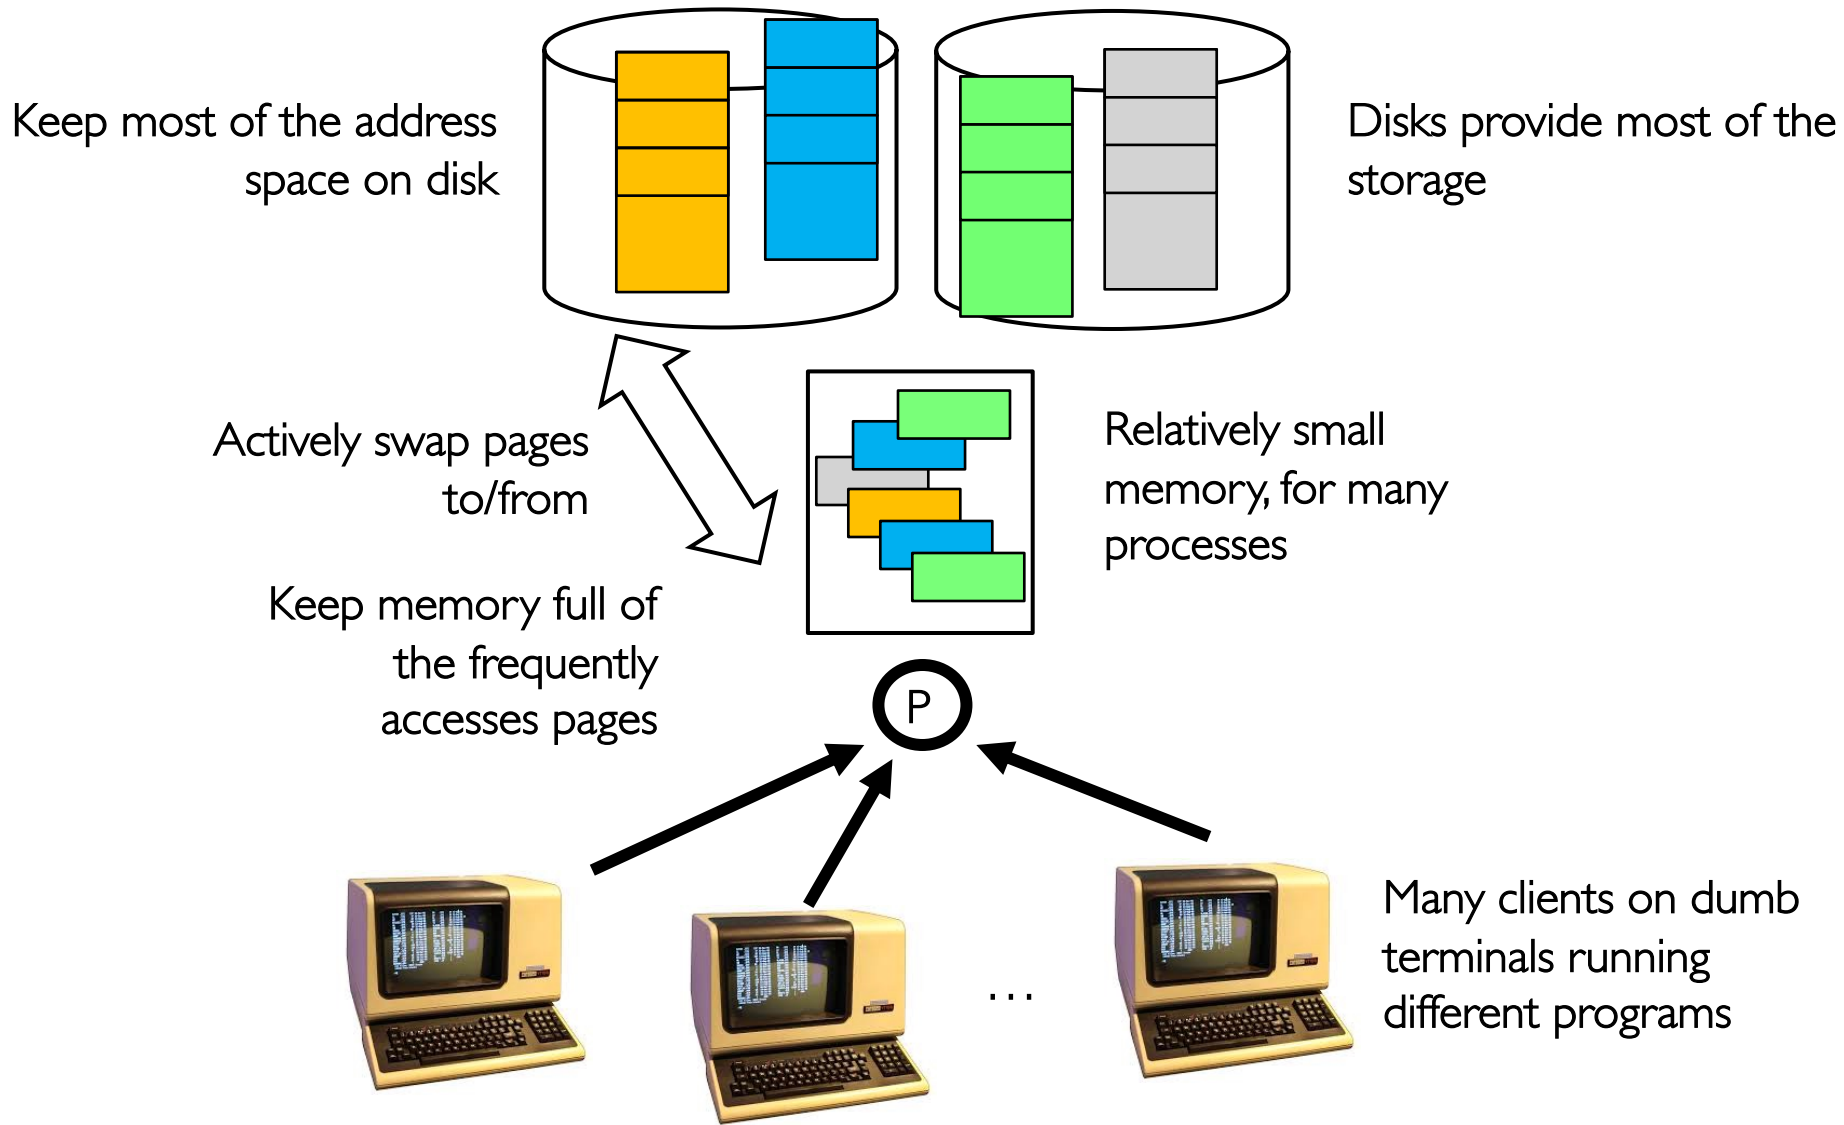 Keep most of the address
space on disk
Disks provide most of the
storage
Actively swap pages
to/from
Relatively small
memory, for many
processes
Keep memory full of
the frequently
accesses pages
P
Many clients on dumb
terminals running
different programs
...